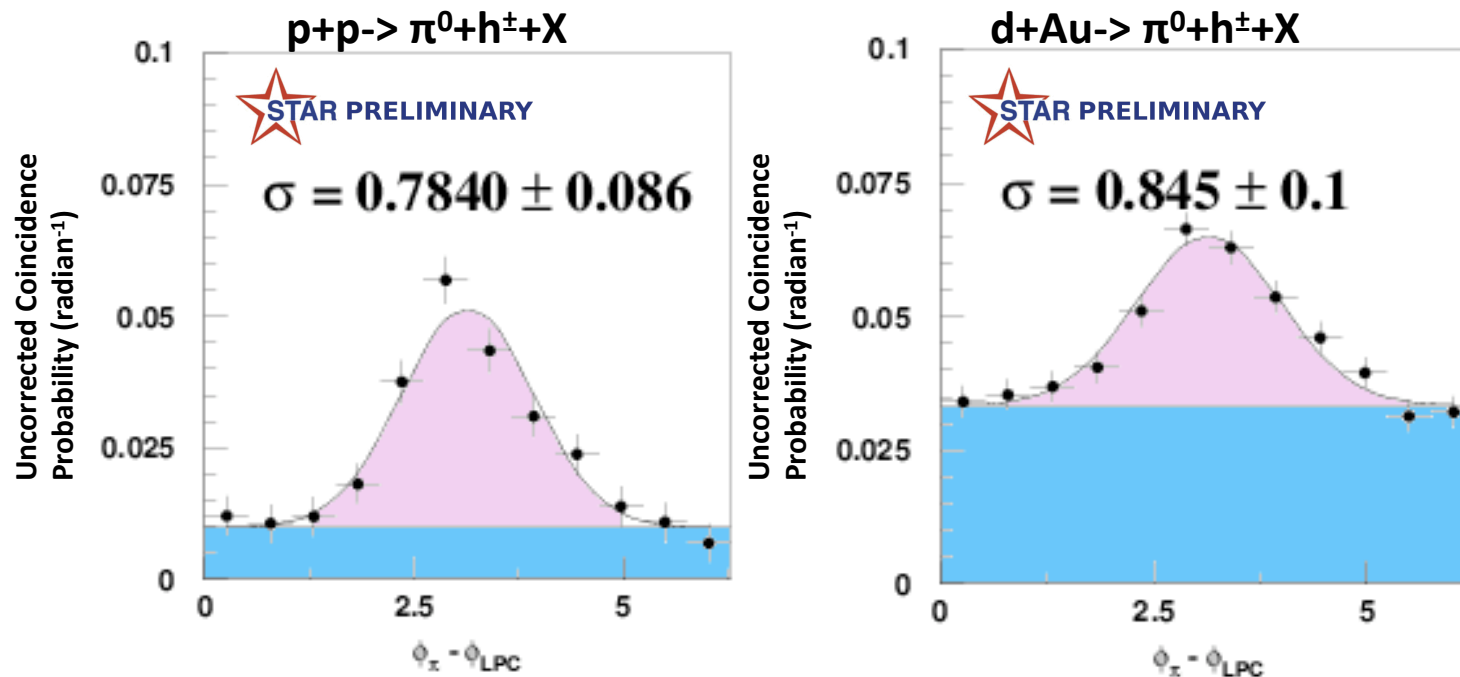 p+p-> π⁰+h±+X
STAR PRELIMINARY
σ = 0.7840 ± 0.086
Uncorrected Coincidence
Probability (radian⁻¹)
0.1
0.075
0.05
0.025
0
0 2.5 5
ϕπ - ϕLPC
d+Au-> π⁰+h±+X
STAR PRELIMINARY
σ = 0.845 ± 0.1
Uncorrected Coincidence
Probability (radian⁻¹)
0.1
0.075
0.05
0.025
0
0 2.5 5
ϕπ - ϕLPC